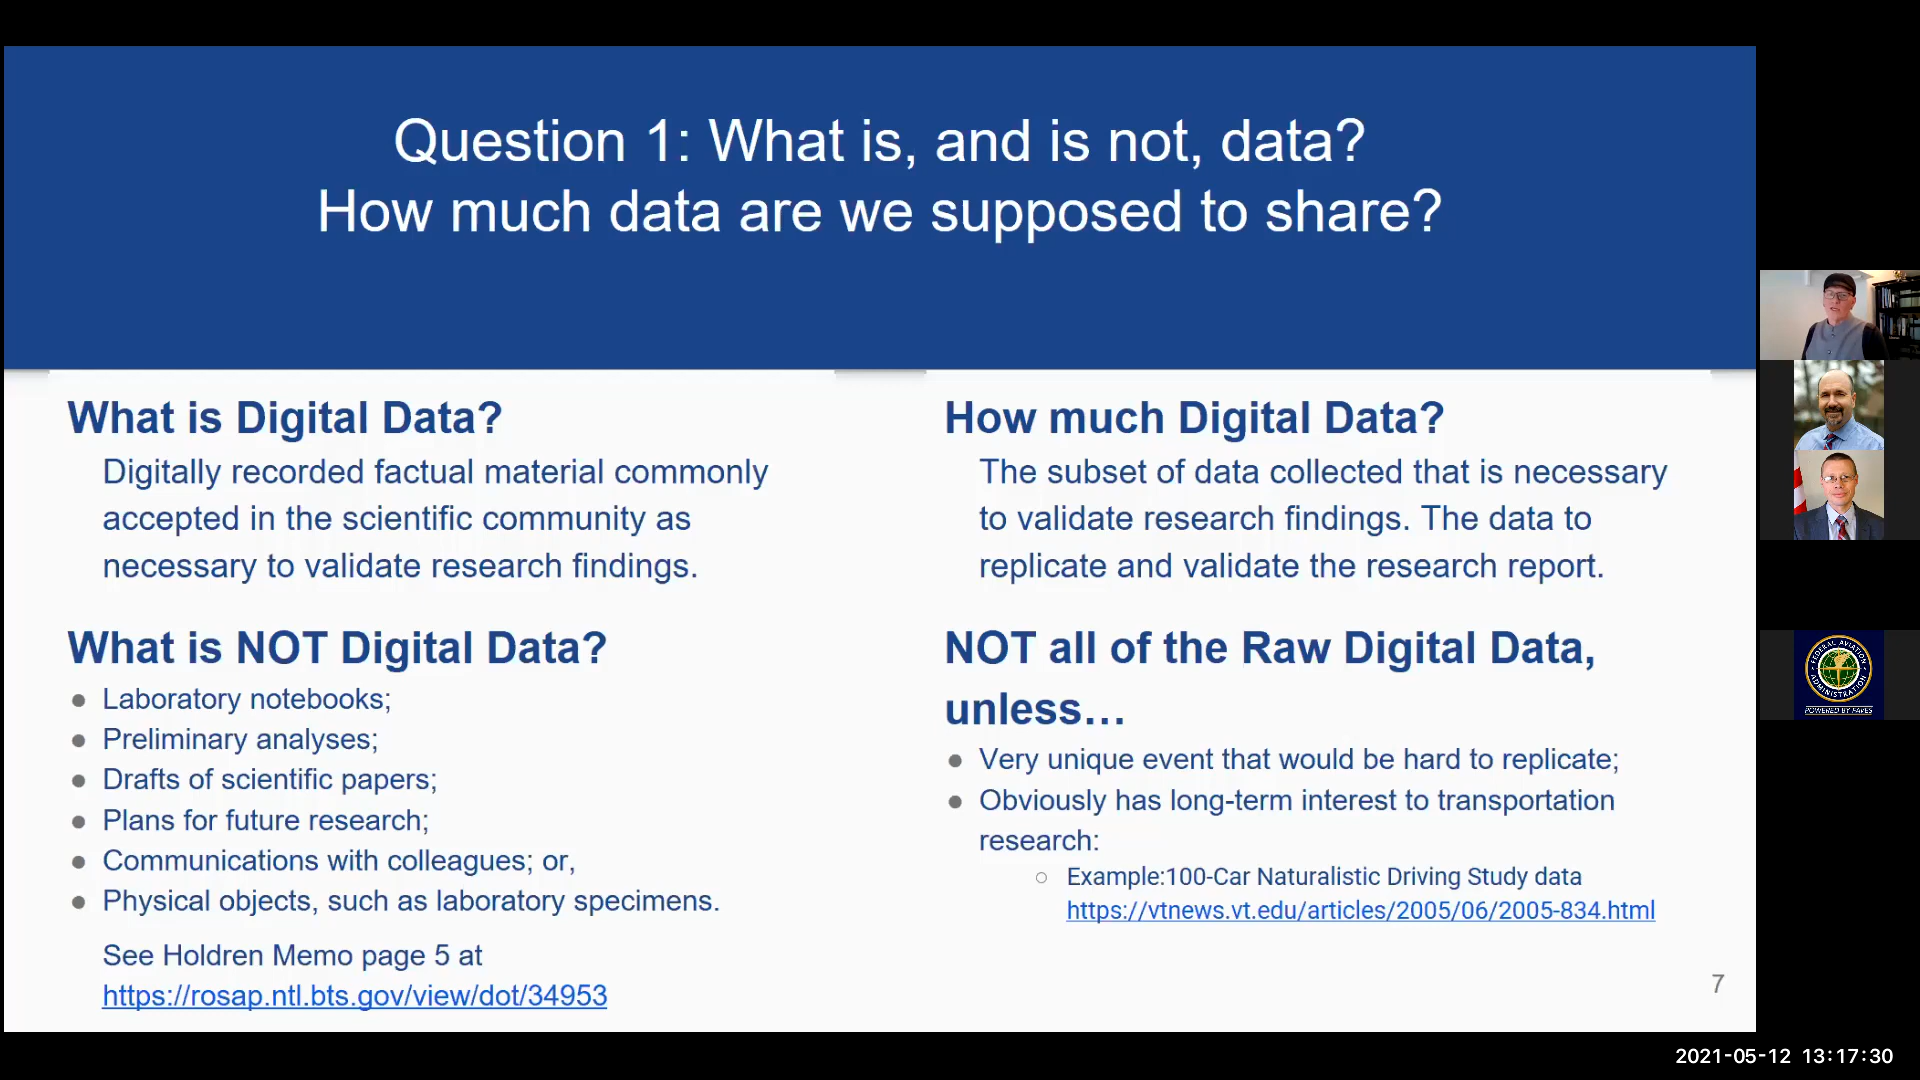 Question 1: What is, and is not, data?
How much data are we supposed to share?
What is Digital Data?
Digitally recorded factual material commonly
accepted in the scientific community as
necessary to validate research findings.
What is NOT Digital Data?
● Laboratory notebooks;
● Preliminary analyses;
● Drafts of scientific papers;
● Plans for future research;
● Communications with colleagues; or,
● Physical objects, such as laboratory specimens.
See Holdren Memo page 5 at
https://rosap.ntl.bts.gov/view/dot/34953
How much Digital Data?
The subset of data collected that is necessary
to validate research findings. The data to
replicate and validate the research report.
NOT all of the Raw Digital Data,
unless…
● Very unique event that would be hard to replicate;
● Obviously has long-term interest to transportation
research:
○ Example:100-Car Naturalistic Driving Study data
https://vtnews.vt.edu/articles/2005/06/2005-834.html
7
FEDERAL AVIATION
ADMINISTRATION
POWERED BY PAPES
2021-05-12 13:17:30